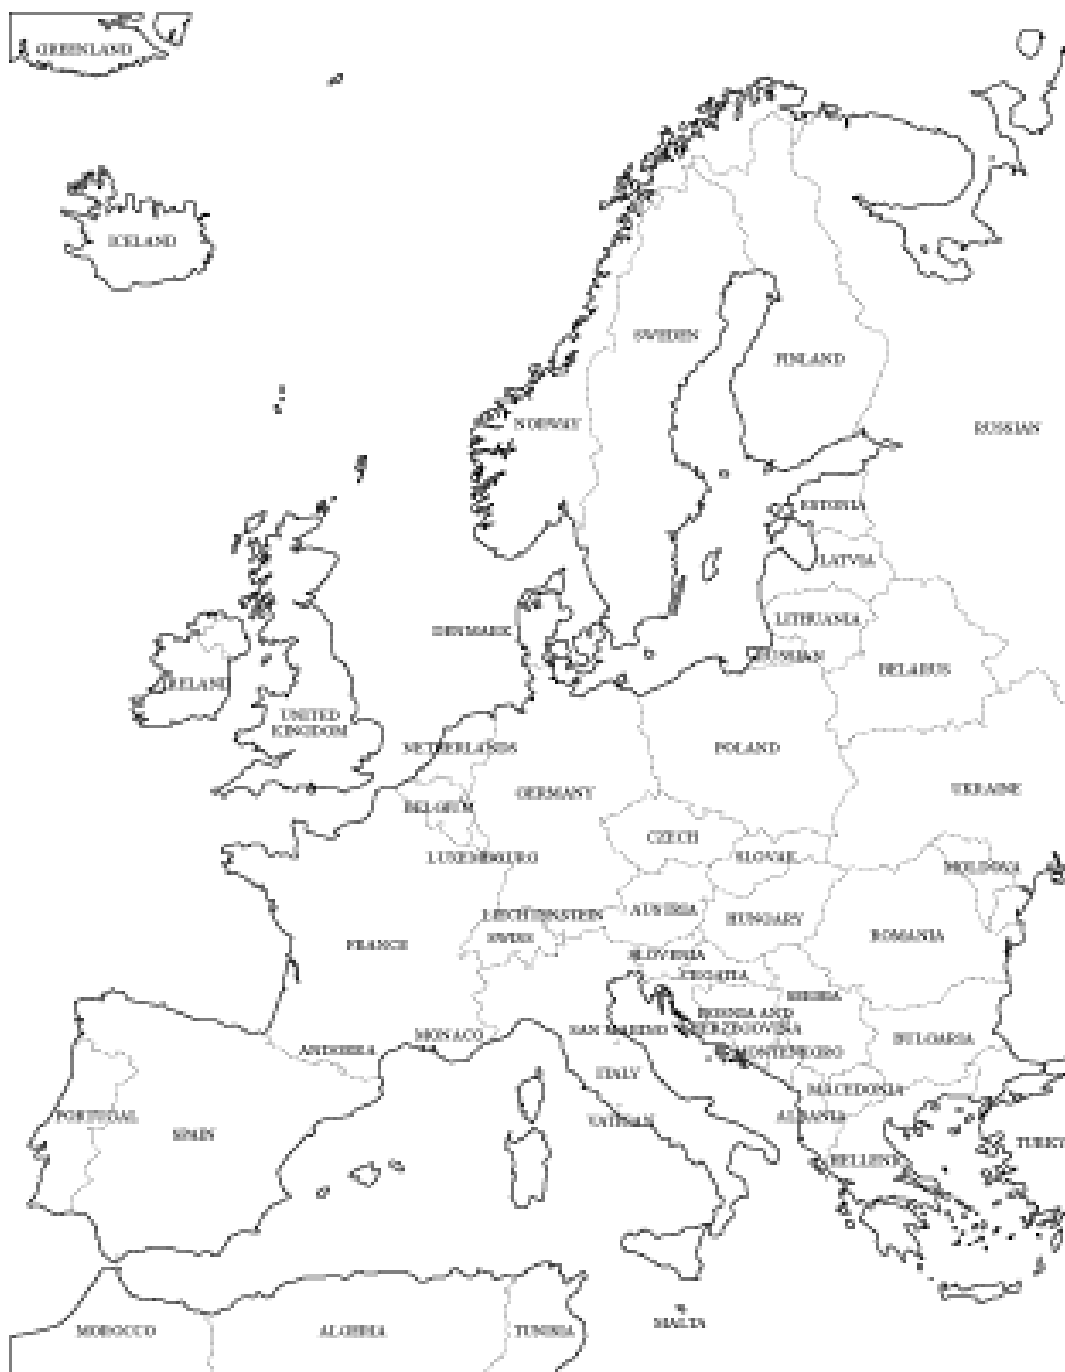 GREENLAND
ICELAND
SWEDEN
FINLAND
NORWAY
RUSSIAN
ESTONIA
LATVIA
LITHUANIA
DENMARK
RUSSIAN
BELARUS
IRELAND
UNITED
KINGDOM
NETHERLANDS
POLAND
GERMANY
UKRAINE
BELGIUM
CZECH
LUXEMBOURG
SLOVAK
MOLDOVA
AUSTRIA
LIECHTENSTEIN
HUNGARY
SWISS
FRANCE
ROMANIA
SLOVENIA
CROATIA
SERBIA
BOSNIA AND
HERZEGOVINA
SAN MARINO
MONACO
BULGARIA
ANDORRA
MONTENEGRO
ITALY
MACEDONIA
PORTUGAL
ALBANIA
VATICAN
SPAIN
TURKY
HELLENIC
MALTA
MOROCCO
ALGERIA
TUNISIA